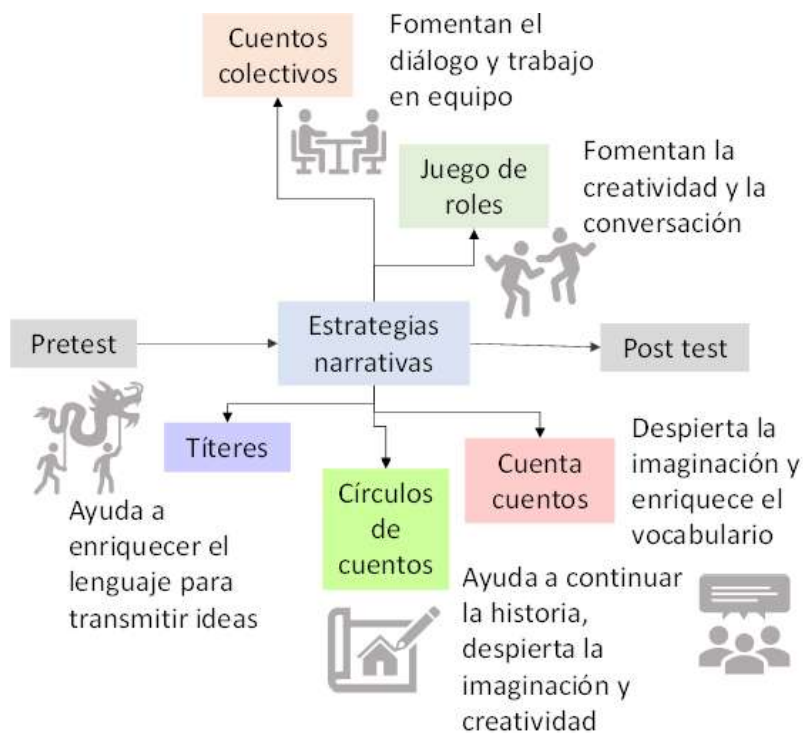 Cuentos
colectivos
Fomentan el
diálogo y trabajo
en equipo
Juego de
roles
Fomentan la
creatividad y la
conversación
Pretest
Estrategias
narrativas
Post test
Títeres
Ayuda a
enriquecer el
lenguaje para
transmitir ideas
Círculos
de
cuentos
Ayuda a continuar
la historia,
despierta la
imaginación y
creatividad
Cuenta
cuentos
Despierta la
imaginación y
enriquece el
vocabulario